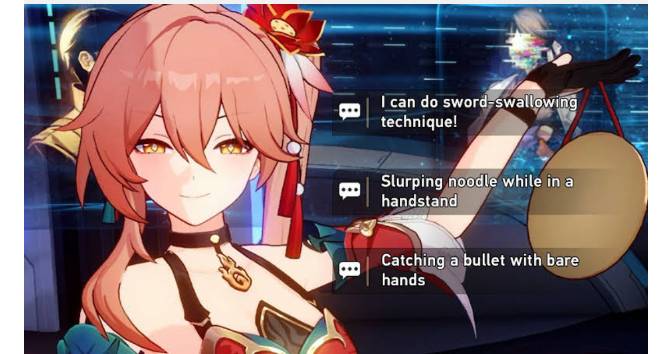 I can do sword-swallowing
technique!
Slurping noodle while in a
handstand
Catching a bullet with bare
hands